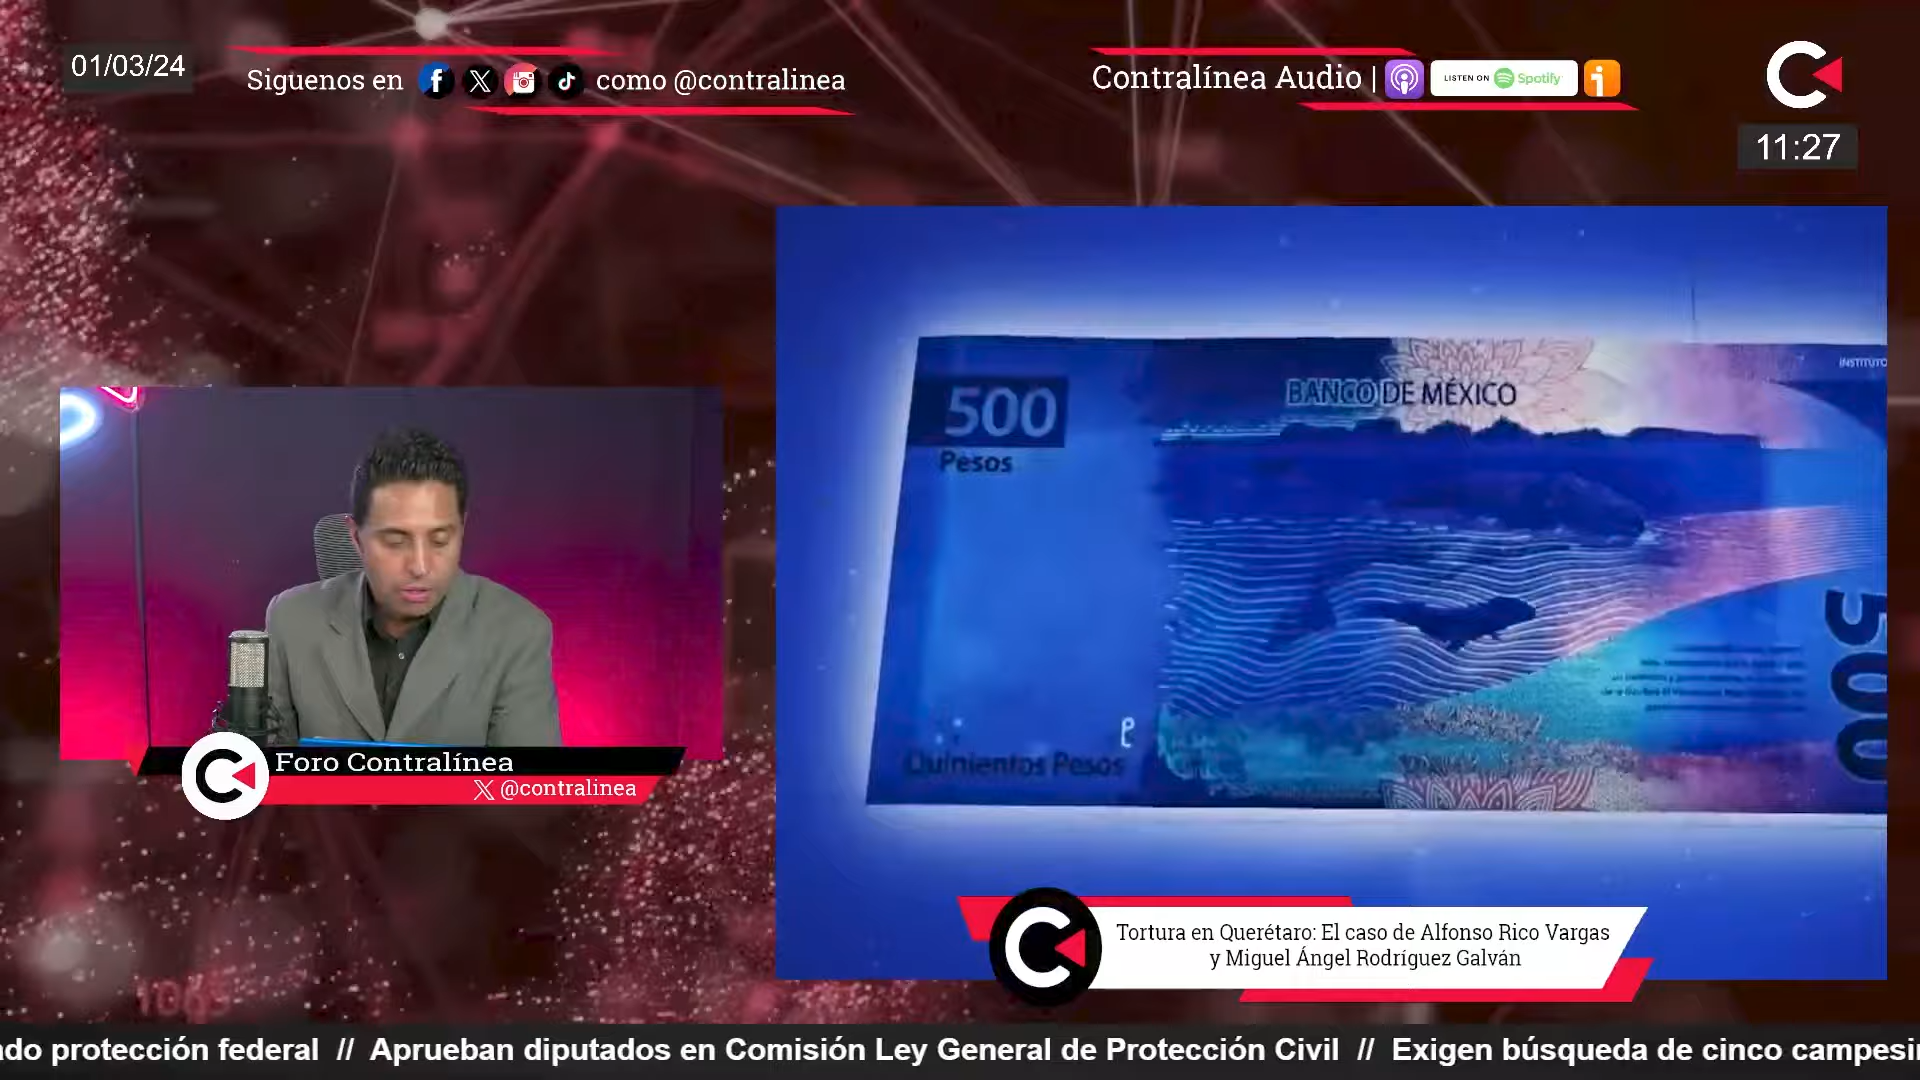 01/03/24
Siguenos en como @contralinea
Contralínea Audio |
LISTEN ON Spotify
11:27
INSTITUTO
500
Pesos
BANCO DE MÉXICO
500
Quinientos Pesos
Foro Contralínea
@contralinea
Tortura en Querétaro: El caso de Alfonso Rico Vargas
y Miguel Ángel Rodríguez Galván
do protección federal // Aprueban diputados en Comisión Ley General de Protección Civil // Exigen búsqueda de cinco campesi